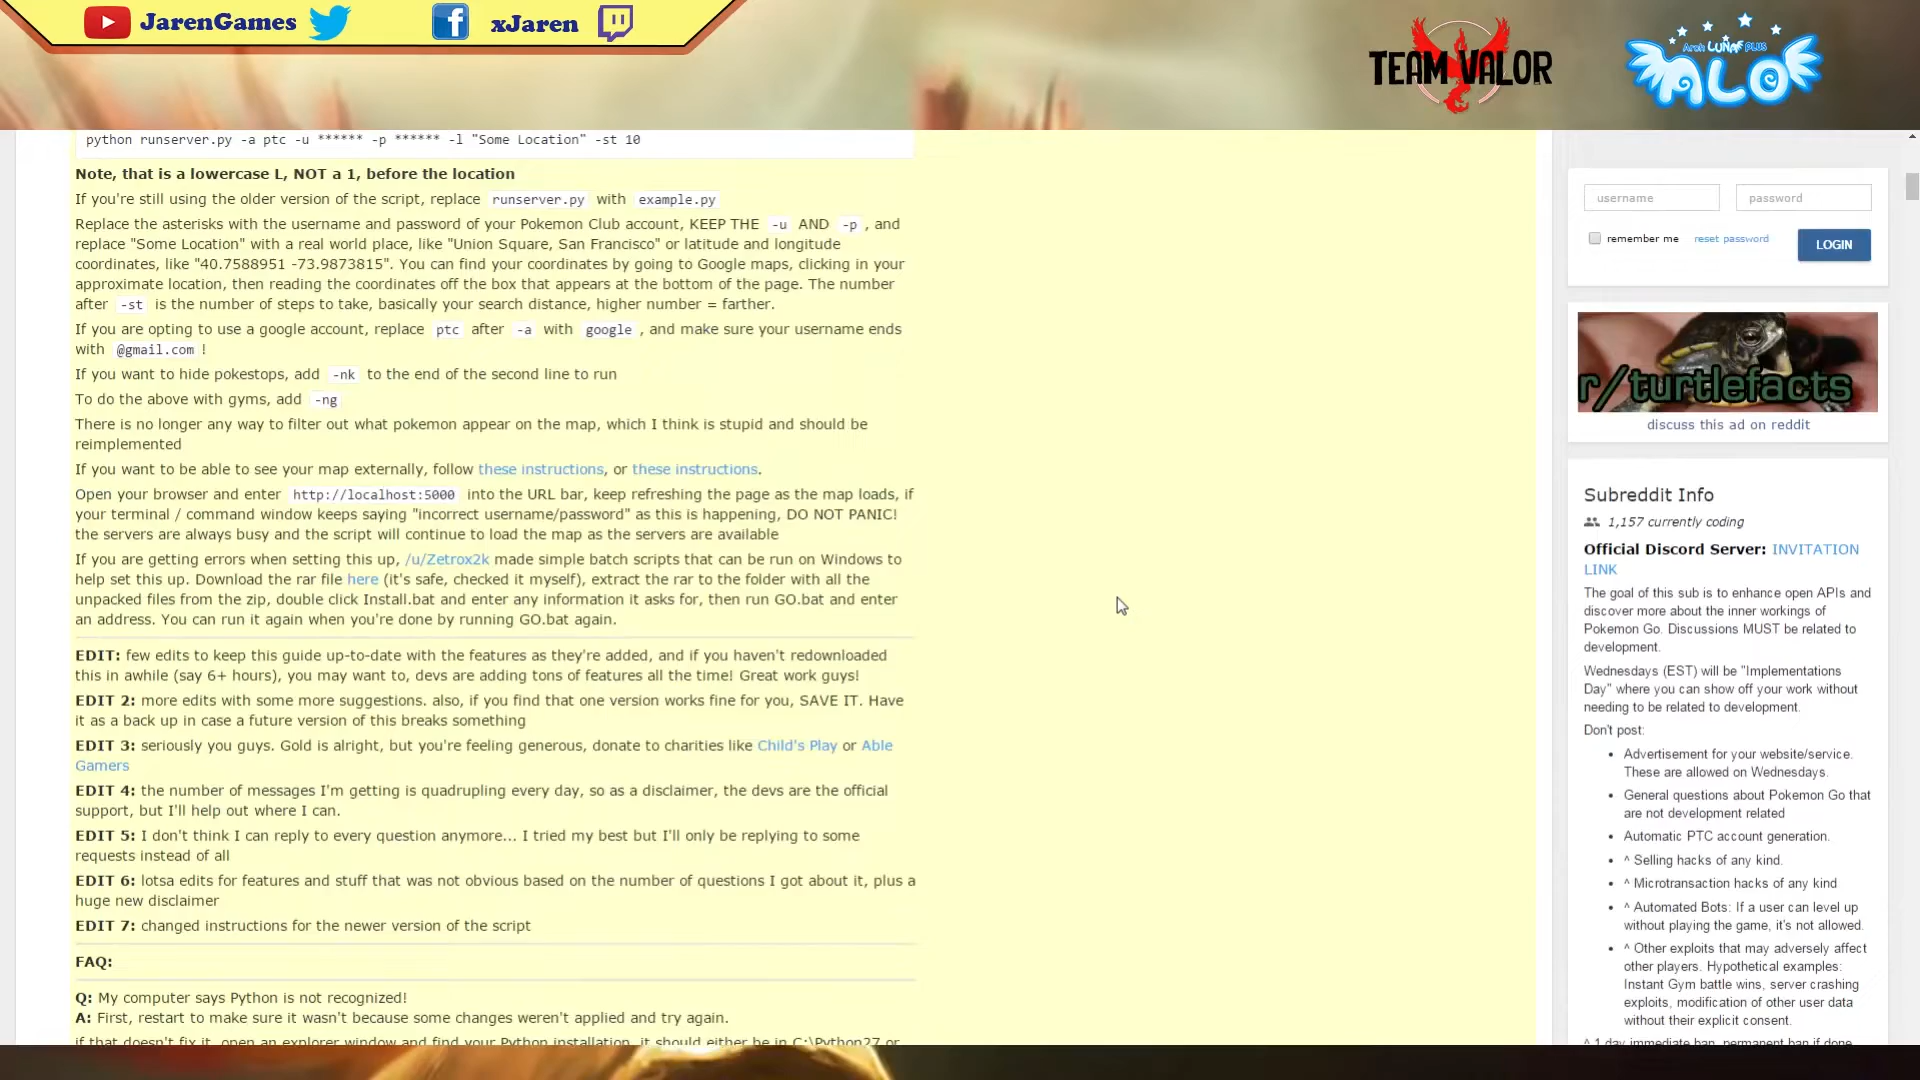 JarenGames
xJaren
TEAM VALOR
Arch LUNAR PLUS
ALO
python runserver.py -a ptc -u ****** -p ****** -l "Some Location" -st 10
Note, that is a lowercase L, NOT a 1, before the location
If you're still using the older version of the script, replace runserver.py with example.py
Replace the asterisks with the username and password of your Pokemon Club account, KEEP THE -u AND -p , and
replace "Some Location" with a real world place, like "Union Square, San Francisco" or latitude and longitude
coordinates, like "40.7588951 -73.9873815". You can find your coordinates by going to Google maps, clicking in your
approximate location, then reading the coordinates off the box that appears at the bottom of the page. The number
after -st is the number of steps to take, basically your search distance, higher number = farther.
If you are opting to use a google account, replace ptc after -a with google , and make sure your username ends
with @gmail.com !
If you want to hide pokestops, add -nk to the end of the second line to run
To do the above with gyms, add -ng
There is no longer any way to filter out what pokemon appear on the map, which I think is stupid and should be
reimplemented
If you want to be able to see your map externally, follow these instructions, or these instructions.
Open your browser and enter http://localhost:5000 into the URL bar, keep refreshing the page as the map loads, if
your terminal / command window keeps saying "incorrect username/password" as this is happening, DO NOT PANIC!
the servers are always busy and the script will continue to load the map as the servers are available
If you are getting errors when setting this up, /u/Zetrox2k made simple batch scripts that can be run on Windows to
help set this up. Download the rar file here (it's safe, checked it myself), extract the rar to the folder with all the
unpacked files from the zip, double click Install.bat and enter any information it asks for, then run GO.bat and enter
an address. You can run it again when you're done by running GO.bat again.
EDIT: few edits to keep this guide up-to-date with the features as they're added, and if you haven't redownloaded
this in awhile (say 6+ hours), you may want to, devs are adding tons of features all the time! Great work guys!
EDIT 2: more edits with some more suggestions. also, if you find that one version works fine for you, SAVE IT. Have
it as a back up in case a future version of this breaks something
EDIT 3: seriously you guys. Gold is alright, but you're feeling generous, donate to charities like Child's Play or Able
Gamers
EDIT 4: the number of messages I'm getting is quadrupling every day, so as a disclaimer, the devs are the official
support, but I'll help out where I can.
EDIT 5: I don't think I can reply to every question anymore... I tried my best but I'll only be replying to some
requests instead of all
EDIT 6: lotsa edits for features and stuff that was not obvious based on the number of questions I got about it, plus a
huge new disclaimer
EDIT 7: changed instructions for the newer version of the script
FAQ:
Q: My computer says Python is not recognized!
A: First, restart to make sure it wasn't because some changes weren't applied and try again.
if that doesn't fix it, open an explorer window and find your Python installation, it should either be in C:\Python27 or
username
password
remember me
reset password
LOGIN
r/turtlefacts
discuss this ad on reddit
Subreddit Info
1,157 currently coding
Official Discord Server: INVITATION
LINK
The goal of this sub is to enhance open APIs and
discover more about the inner workings of
Pokemon Go. Discussions MUST be related to
development.
Wednesdays (EST) will be "Implementations
Day" where you can show off your work without
needing to be related to development.
Don't post:
Advertisement for your website/service.
These are allowed on Wednesdays.
General questions about Pokemon Go that
are not development related
Automatic PTC account generation.
^ Selling hacks of any kind.
^ Microtransaction hacks of any kind
^ Automated Bots: If a user can level up
without playing the game, it's not allowed.
^ Other exploits that may adversely affect
other players. Hypothetical examples:
Instant Gym battle wins, server crashing
exploits, modification of other user data
without their explicit consent.
^ 1 day immediate ban, permanent ban if done